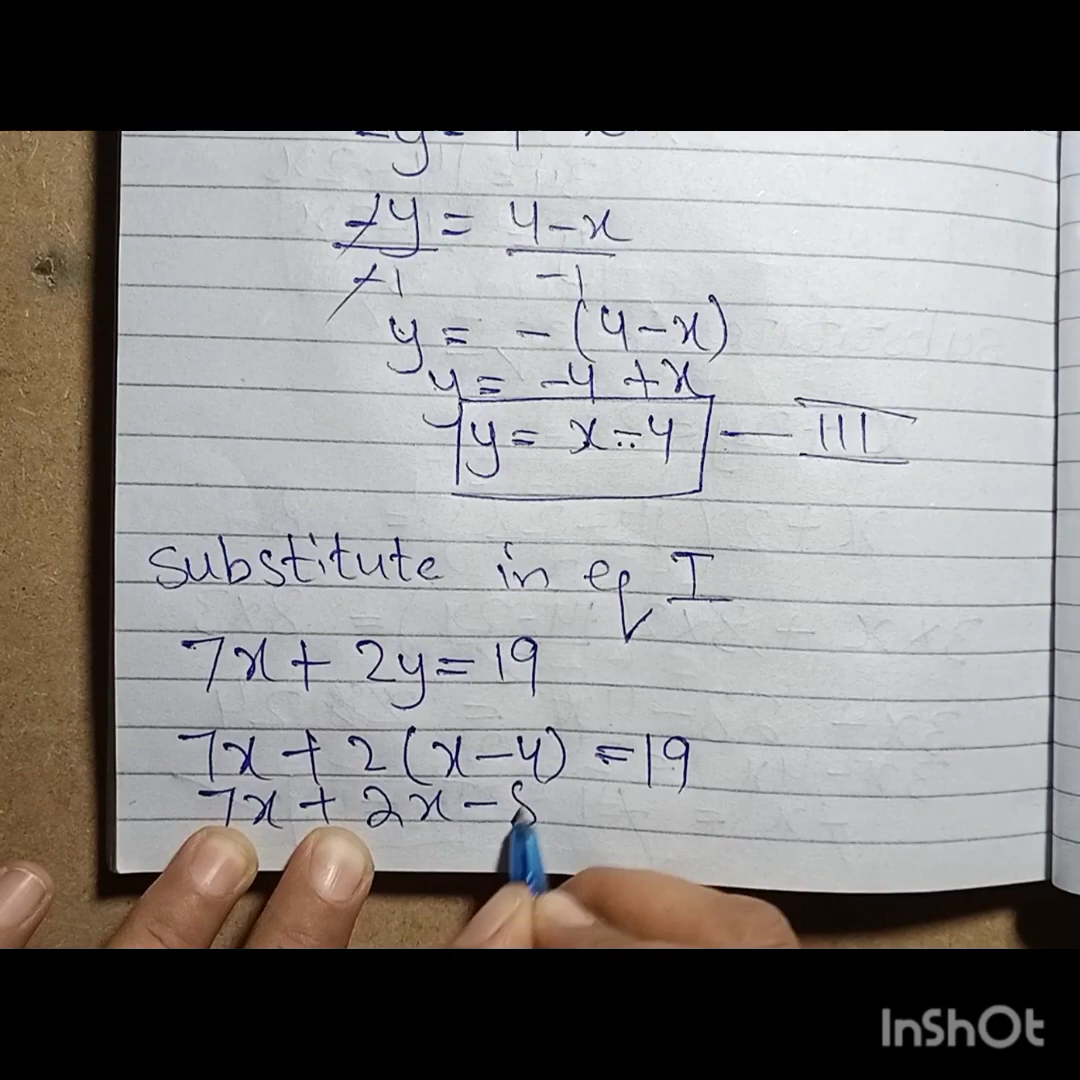 -y = 4 - x
-1 -1
y = -(4-x)
y = -4 + x
y = x - 4 — III
substitute in eq I
7x + 2y = 19
7x + 2(x-4) = 19
7x + 2x -
InShOt